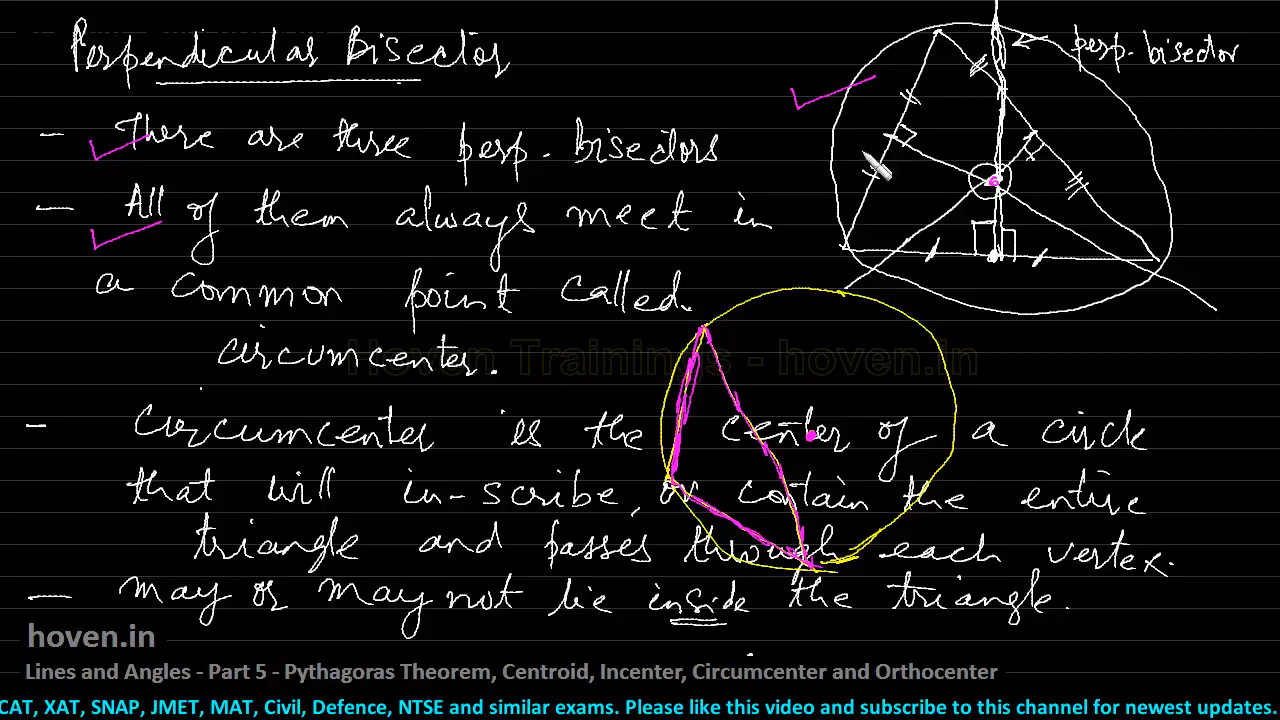 Perpendicular Bisector
perp. bisector
- There are three perp. Bisectors
- All of them always meet in
a common point called
circumcenter.
Hoven Trainings - hoven.in
- circumcenter is the center of a circle
that will in-scribe, or contain the entire
triangle and passes through each vertex.
- may or may not lie inside the triangle.
hoven.in
Lines and Angles - Part 5 - Pythagoras Theorem, Centroid, Incenter, Circumcenter and Orthocenter
CAT, XAT, SNAP, JMET, MAT, Civil, Defence, NTSE and similar exams. Please like this video and subscribe to this channel for newest updates.